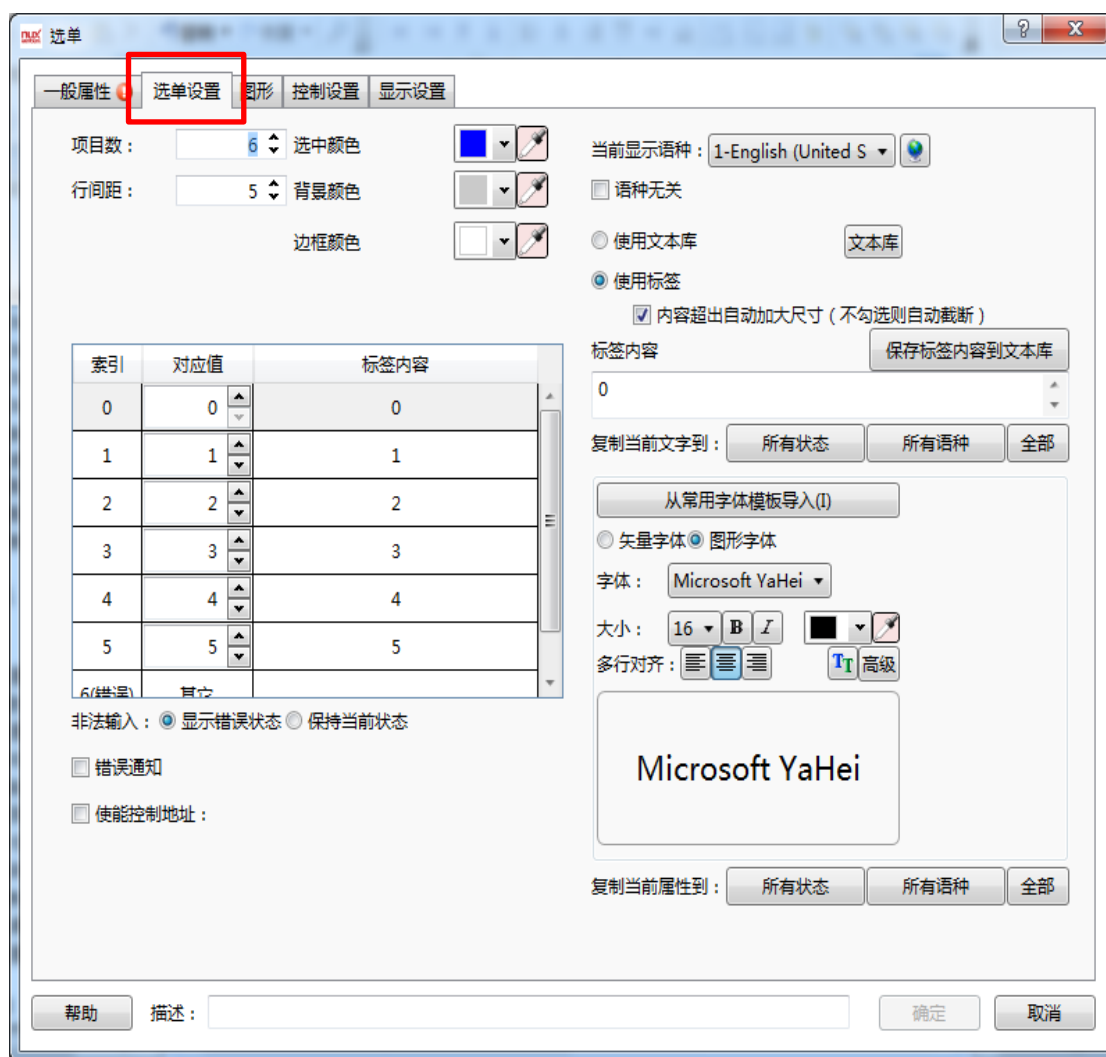 选单
一般属性 选单设置 图形 控制设置 显示设置
项目数： 6 选中颜色
行间距： 5 背景颜色
边框颜色
当前显示语种： 1-English (United S
语种无关
使用文本库 文本库
使用标签
内容超出自动加大尺寸（不勾选则自动截断）
标签内容 保存标签内容到文本库
0
复制当前文字到： 所有状态 所有语种 全部
索引 对应值 标签内容
0 0 0
1 1 1
2 2 2
3 3 3
4 4 4
5 5 5
6(错误) 其它
非法输入： 显示错误状态 保持当前状态
错误通知
使能控制地址：
从常用字体模板导入(I)
矢量字体 图形字体
字体： Microsoft YaHei
大小： 16 B I
多行对齐： TT 高级
Microsoft YaHei
复制当前属性到： 所有状态 所有语种 全部
帮助 描述： 确定 取消